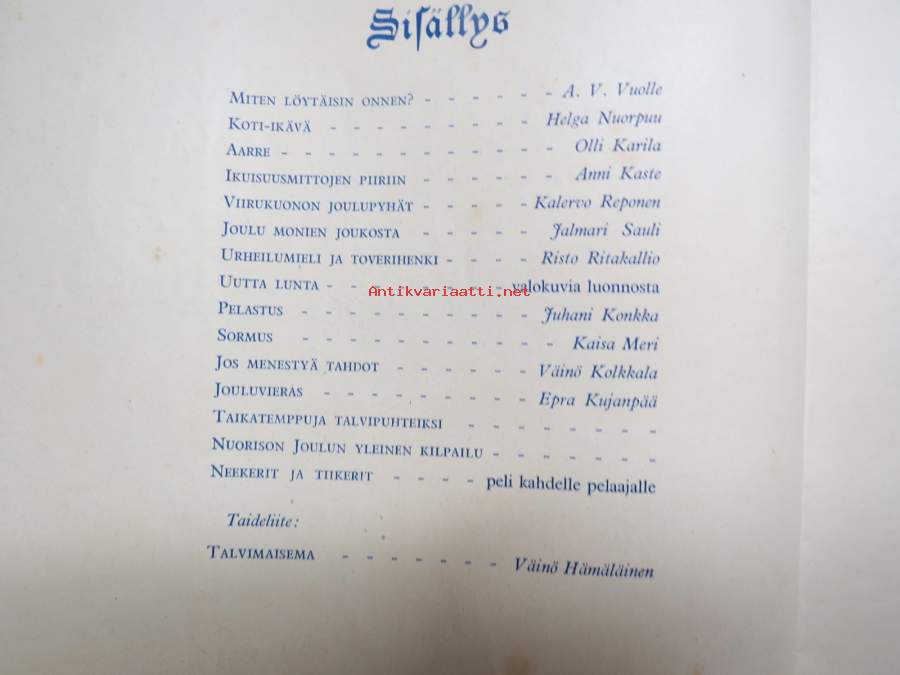 Sisällys
Miten löytäisin onnen? - - - - - - A. V. Vuolle
Koti-ikävä - - - - - - - - - Helga Nuorpuu
Aarre - - - - - - - - - - - - Olli Karila
Ikuisuusmittojen piiriin - - - - - - Anni Kaste
Viirukuonon joulupyhät - - - - - Kalervo Reponen
Joulu monien joukosta - - - - - Jalmari Sauli
Urheilumieli ja toverihenki - - - - Risto Ritakallio
Uutta lunta - - - - - - - - valokuvia luonnosta
Antikvariaatti.net
Pelastus - - - - - - - - - - Juhani Konkka
Sormus - - - - - - - - - - - Kaisa Meri
Jos menestyä tahdot - - - - - - Väinö Kolkkala
Jouluvieras - - - - - - - - - Epra Kujanpää
Taikatemppuja talvipuhteiksi - - - - - - - -
Nuorison Joulun yleinen kilpailu - - - - - - -
Neekerit ja tiikerit - - - - peli kahdelle pelaajalle
Taideliite:
Talvimaisema - - - - - - - Väinö Hämäläinen